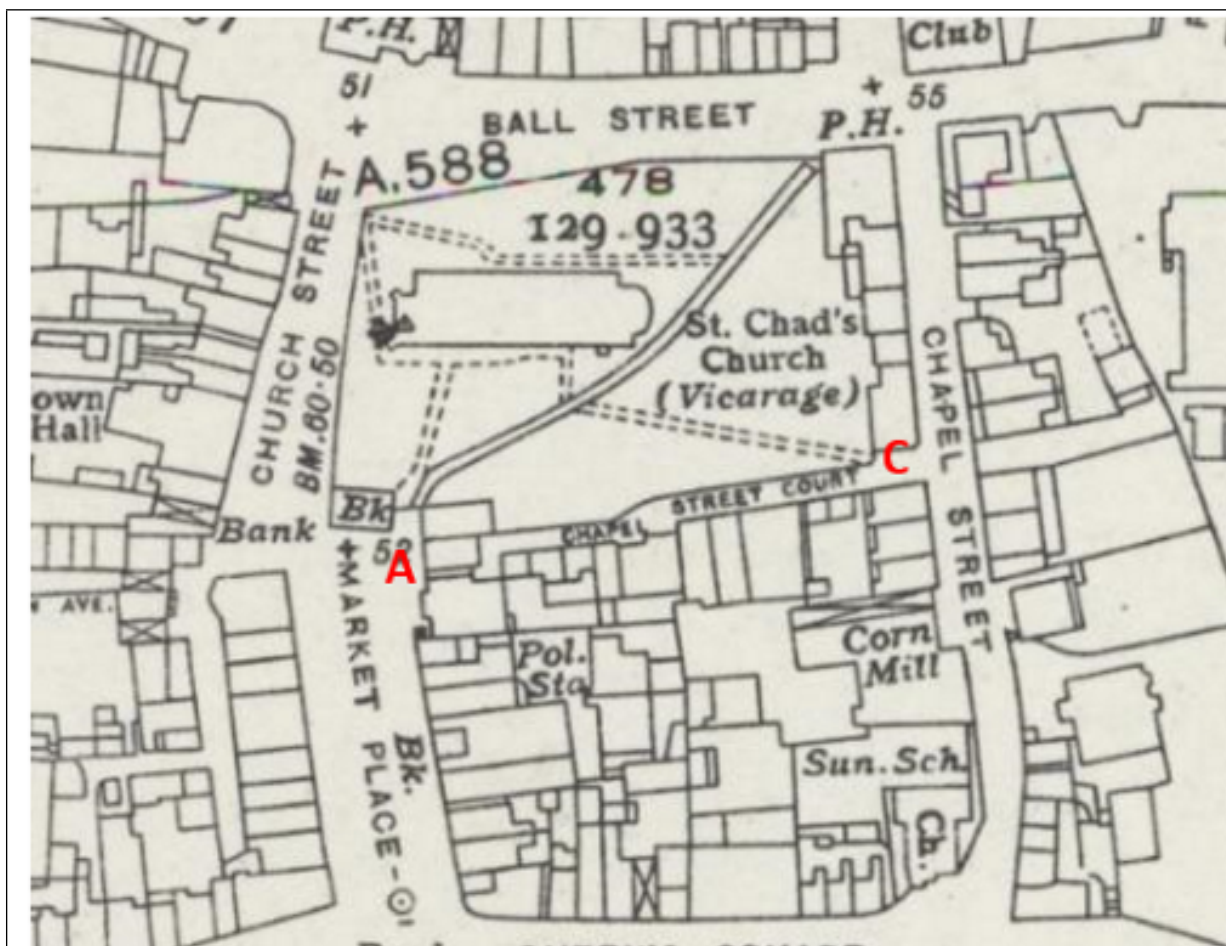 P.H.
Club
51
55
BALL STREET
P.H.
A.588
478
129·933
CHURCH STREET
BM.60·50
St. Chad's
Church
(Vicarage)
CHAPEL STREET
own
Hall
C
STREET COURT
CHAPEL
Bk
Bank
52
A
AVE.
MARKET PLACE
Pol.
Sta
Corn
Mill
Bk.
Sun. Sch.
Ch.